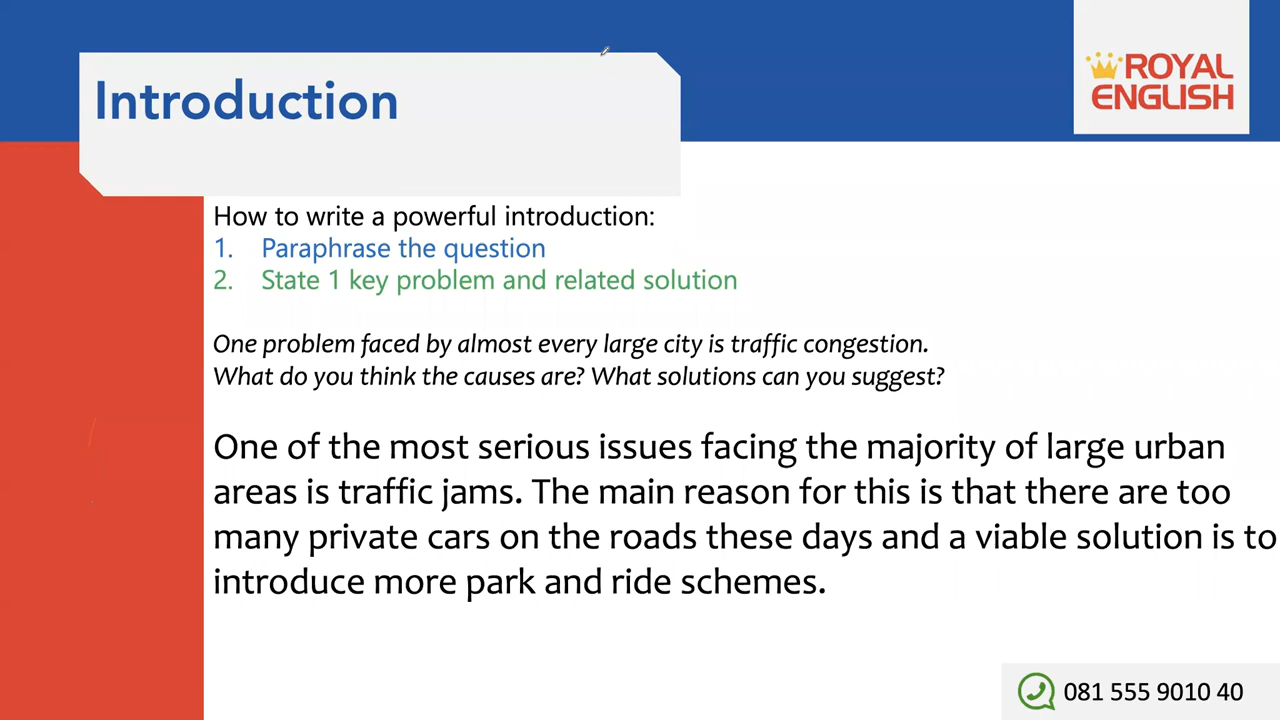 Introduction
ROYAL
ENGLISH
How to write a powerful introduction:
1. Paraphrase the question
2. State 1 key problem and related solution
One problem faced by almost every large city is traffic congestion.
What do you think the causes are? What solutions can you suggest?
One of the most serious issues facing the majority of large urban
areas is traffic jams. The main reason for this is that there are too
many private cars on the roads these days and a viable solution is to
introduce more park and ride schemes.
081 555 9010 40